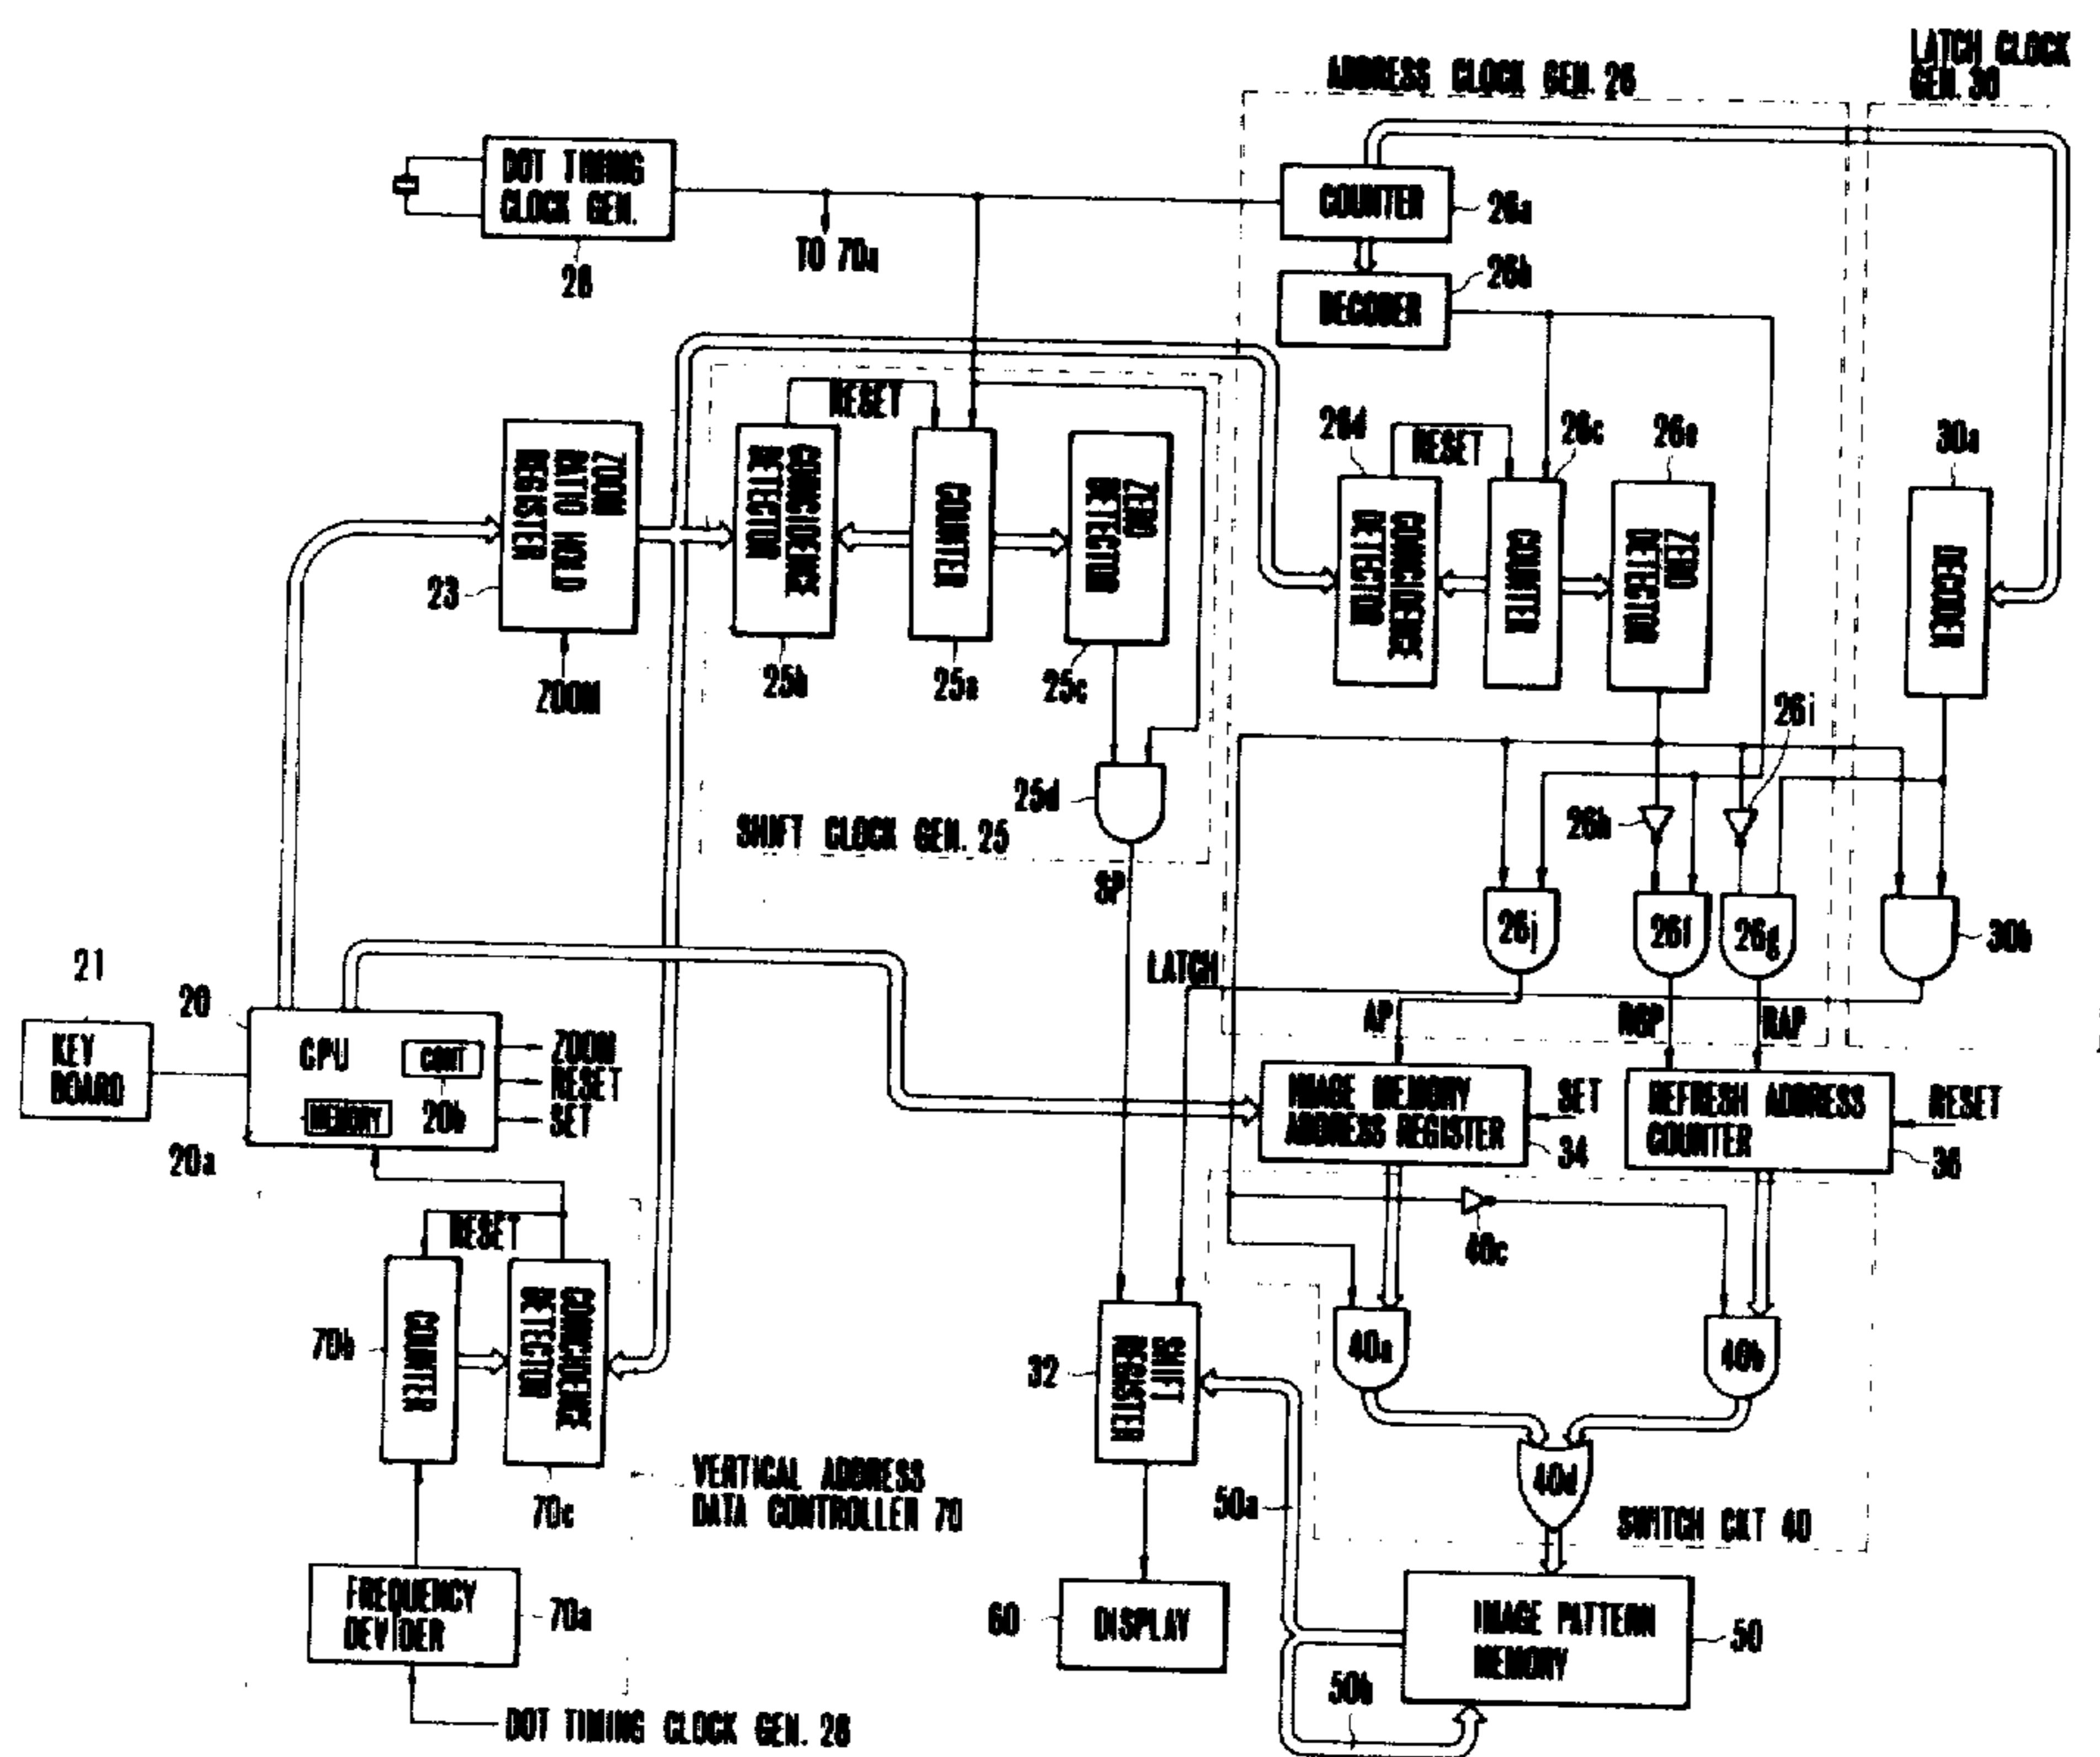 LATCH CLOCK
GEN. 30
ADDRESS CLOCK GEN. 26
DOT TIMING
CLOCK GEN.
28
TO 70a
COUNTER
26a
DECODER
26b
RESET
ZOOM
RATIO HOLD
REGISTER
23
ZOOM
COINCIDENCE
DETECTOR
25b
COUNTER
25a
ZERO
DETECTOR
25c
26d
RESET
26c
26e
30a
COINCIDENCE
DETECTOR
COUNTER
ZERO
DETECTOR
DECODER
26i
25d
26h
SHIFT CLOCK GEN. 25
SP
26j
26f
26g
30b
LATCH
AP
RGP
RAP
21
20
KEY
BOARD
CPU
CONT
20b
MEMORY
20a
ZOOM
RESET
SET
IMAGE MEMORY
ADDRESS REGISTER
SET
34
REFRESH ADDRESS
COUNTER
RESET
36
RESET
40c
70b
COUNTER
COINCIDENCE
DETECTOR
70c
32
SHIFT
REGISTER
40a
40b
40d
VERTICAL ADDRESS
DATA CONTROLLER 70
50a
SWITCH CKT 40
FREQUENCY
DEVIDER
70a
60
DISPLAY
IMAGE PATTERN
MEMORY
50
50b
DOT TIMING CLOCK GEN. 28